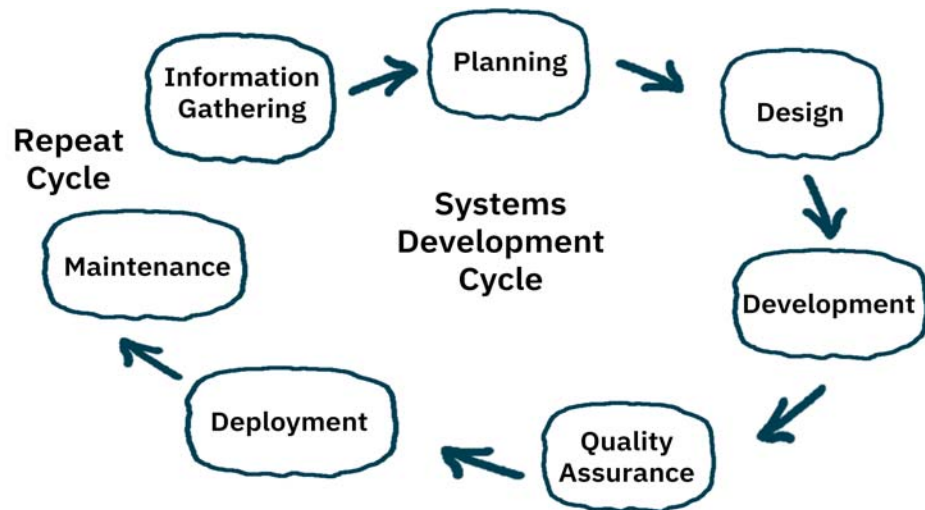 Information
Gathering
Planning
Design
Development
Quality
Assurance
Deployment
Maintenance
Repeat
Cycle
Systems
Development
Cycle